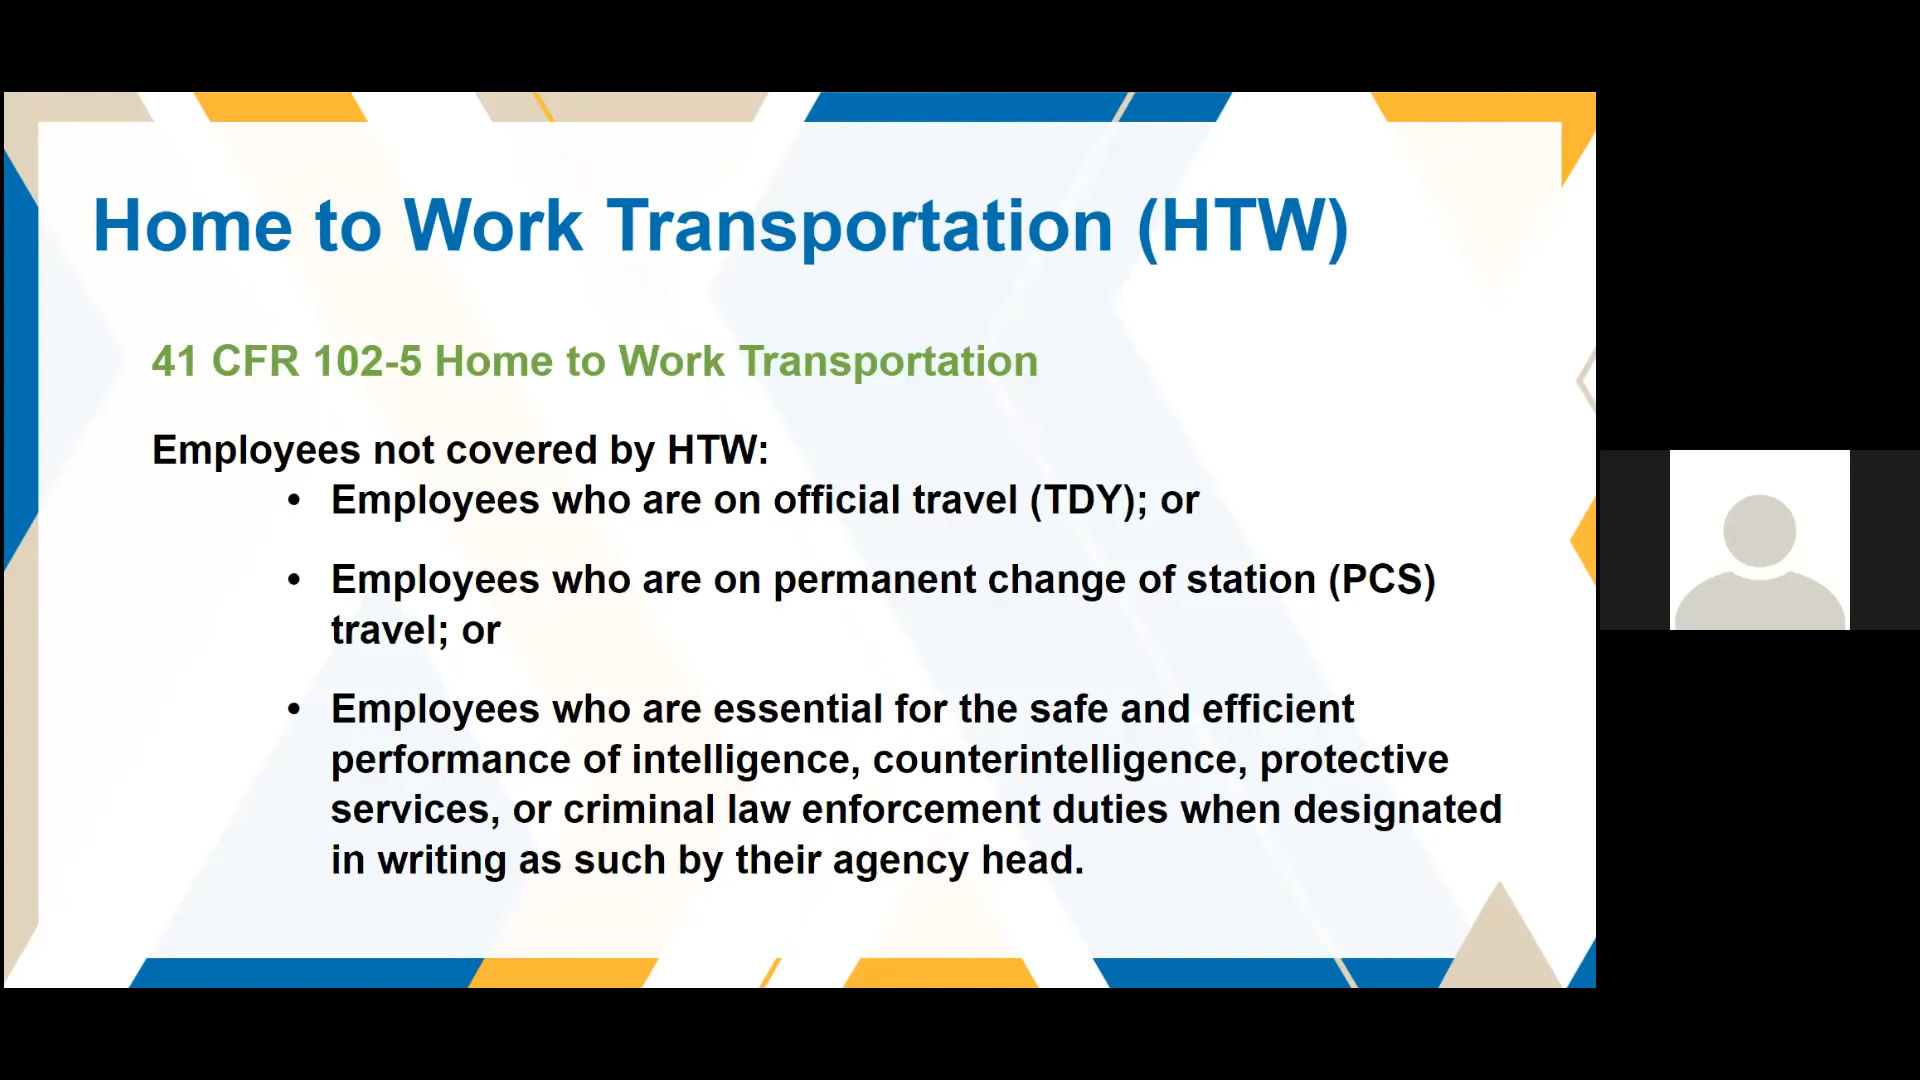 Home to Work Transportation (HTW)
41 CFR 102-5 Home to Work Transportation
Employees not covered by HTW:
• Employees who are on official travel (TDY); or
• Employees who are on permanent change of station (PCS)
travel; or
• Employees who are essential for the safe and efficient
performance of intelligence, counterintelligence, protective
services, or criminal law enforcement duties when designated
in writing as such by their agency head.